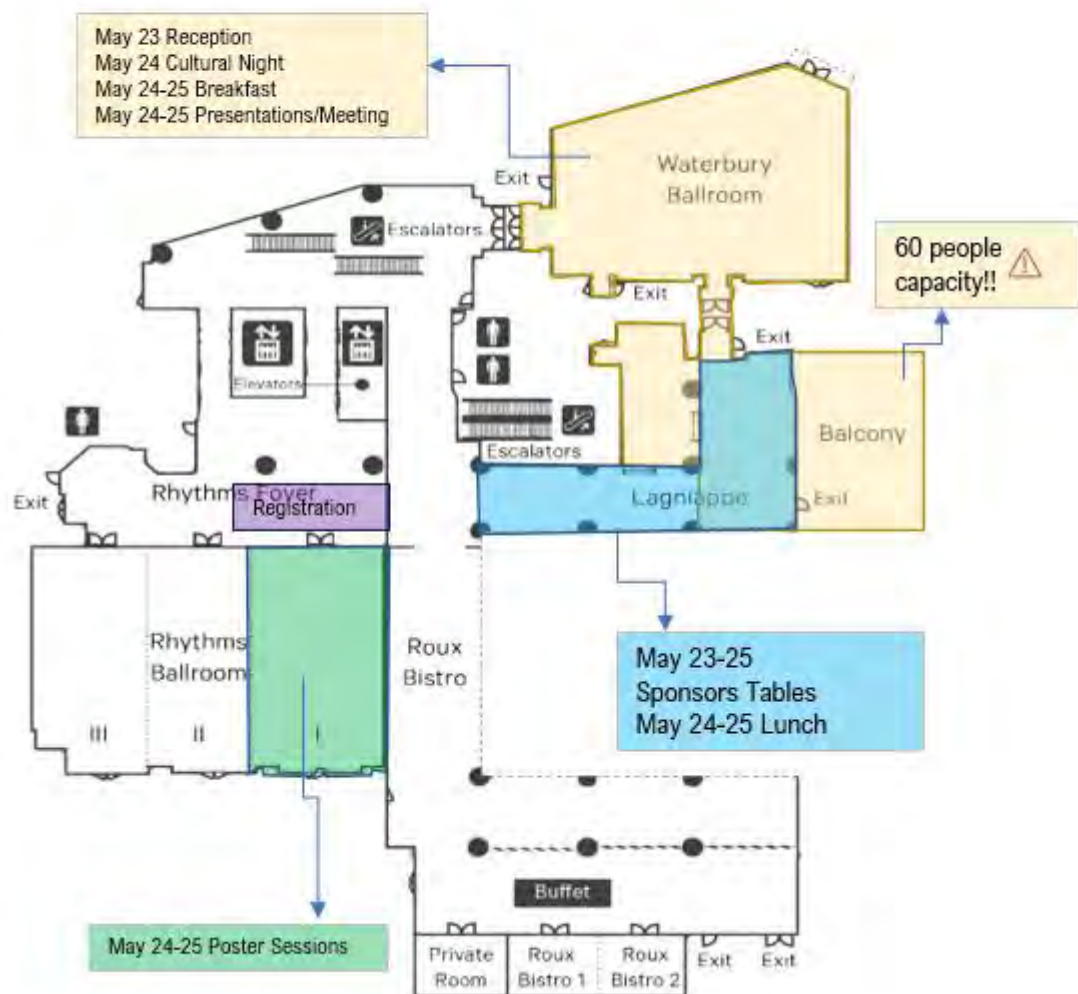 May 23 Reception
May 24 Cultural Night
May 24-25 Breakfast
May 24-25 Presentations/Meeting
Waterbury
Ballroom
Exit
Escalators
60 people
capacity!!
Exit
Exit
Elevators
Balcony
Escalators
Rhythms Foyer
Lagniappe
Exit
Exit
Registration
Rhythms
Ballroom
Roux
Bistro
May 23-25
Sponsors Tables
May 24-25 Lunch
III
II
I
Buffet
May 24-25 Poster Sessions
Private
Room
Roux
Bistro 1
Roux
Bistro 2
Exit
Exit